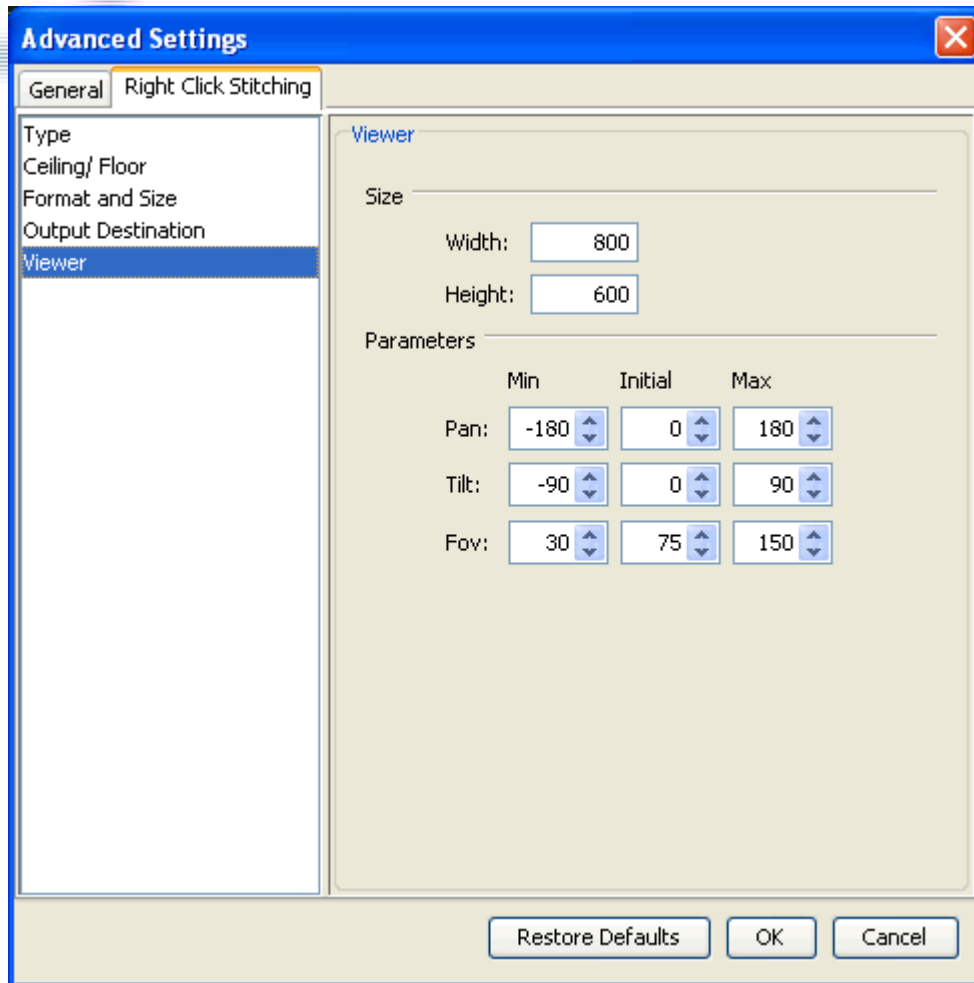 Advanced Settings
General Right Click Stitching
Type
Ceiling/ Floor
Format and Size
Output Destination
Viewer
Viewer
Size
Width: 800
Height: 600
Parameters
Min Initial Max
Pan: -180 0 180
Tilt: -90 0 90
Fov: 30 75 150
Restore Defaults OK Cancel